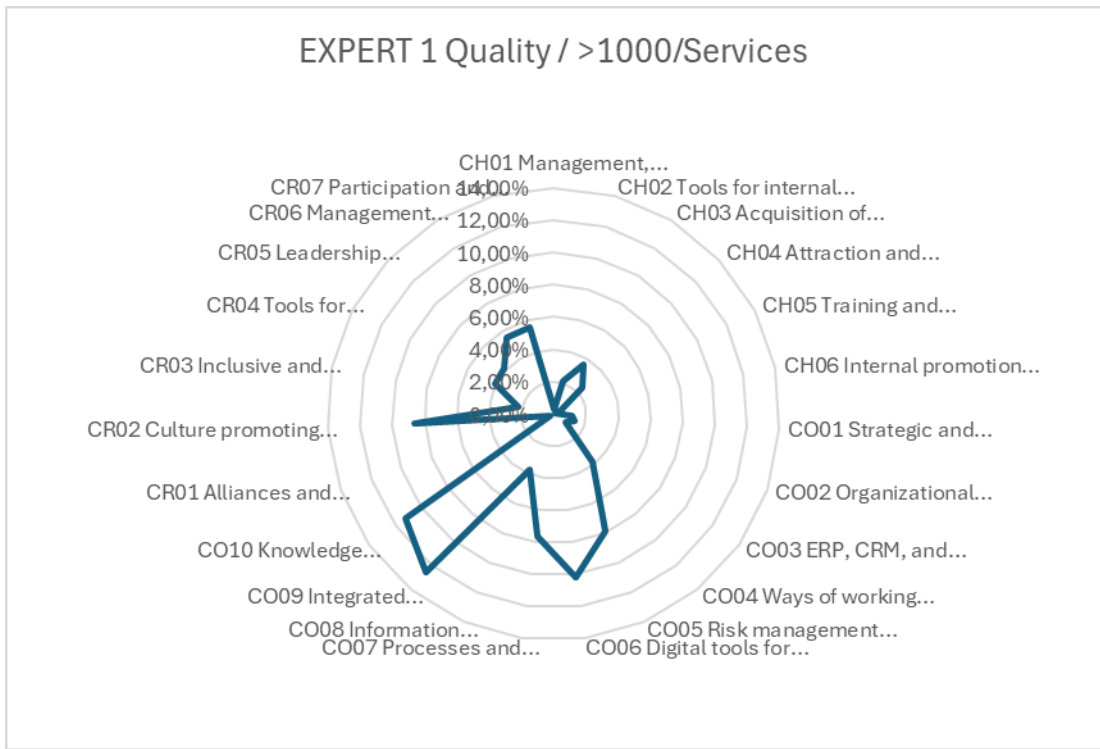 EXPERT 1 Quality / >1000/Services
CH01 Management,...
CH02 Tools for internal...
CH03 Acquisition of...
CH04 Attraction and...
CH05 Training and...
CH06 Internal promotion...
CO01 Strategic and...
CO02 Organizational...
CO03 ERP, CRM, and...
CO04 Ways of working...
CO05 Risk management...
CO06 Digital tools for...
CO07 Processes and...
CO08 Information...
CO09 Integrated...
CO10 Knowledge...
CR01 Alliances and...
CR02 Culture promoting...
CR03 Inclusive and...
CR04 Tools for...
CR05 Leadership...
CR06 Management...
CR07 Participation and...
14,00%
12,00%
10,00%
8,00%
6,00%
4,00%
2,00%
0,00%